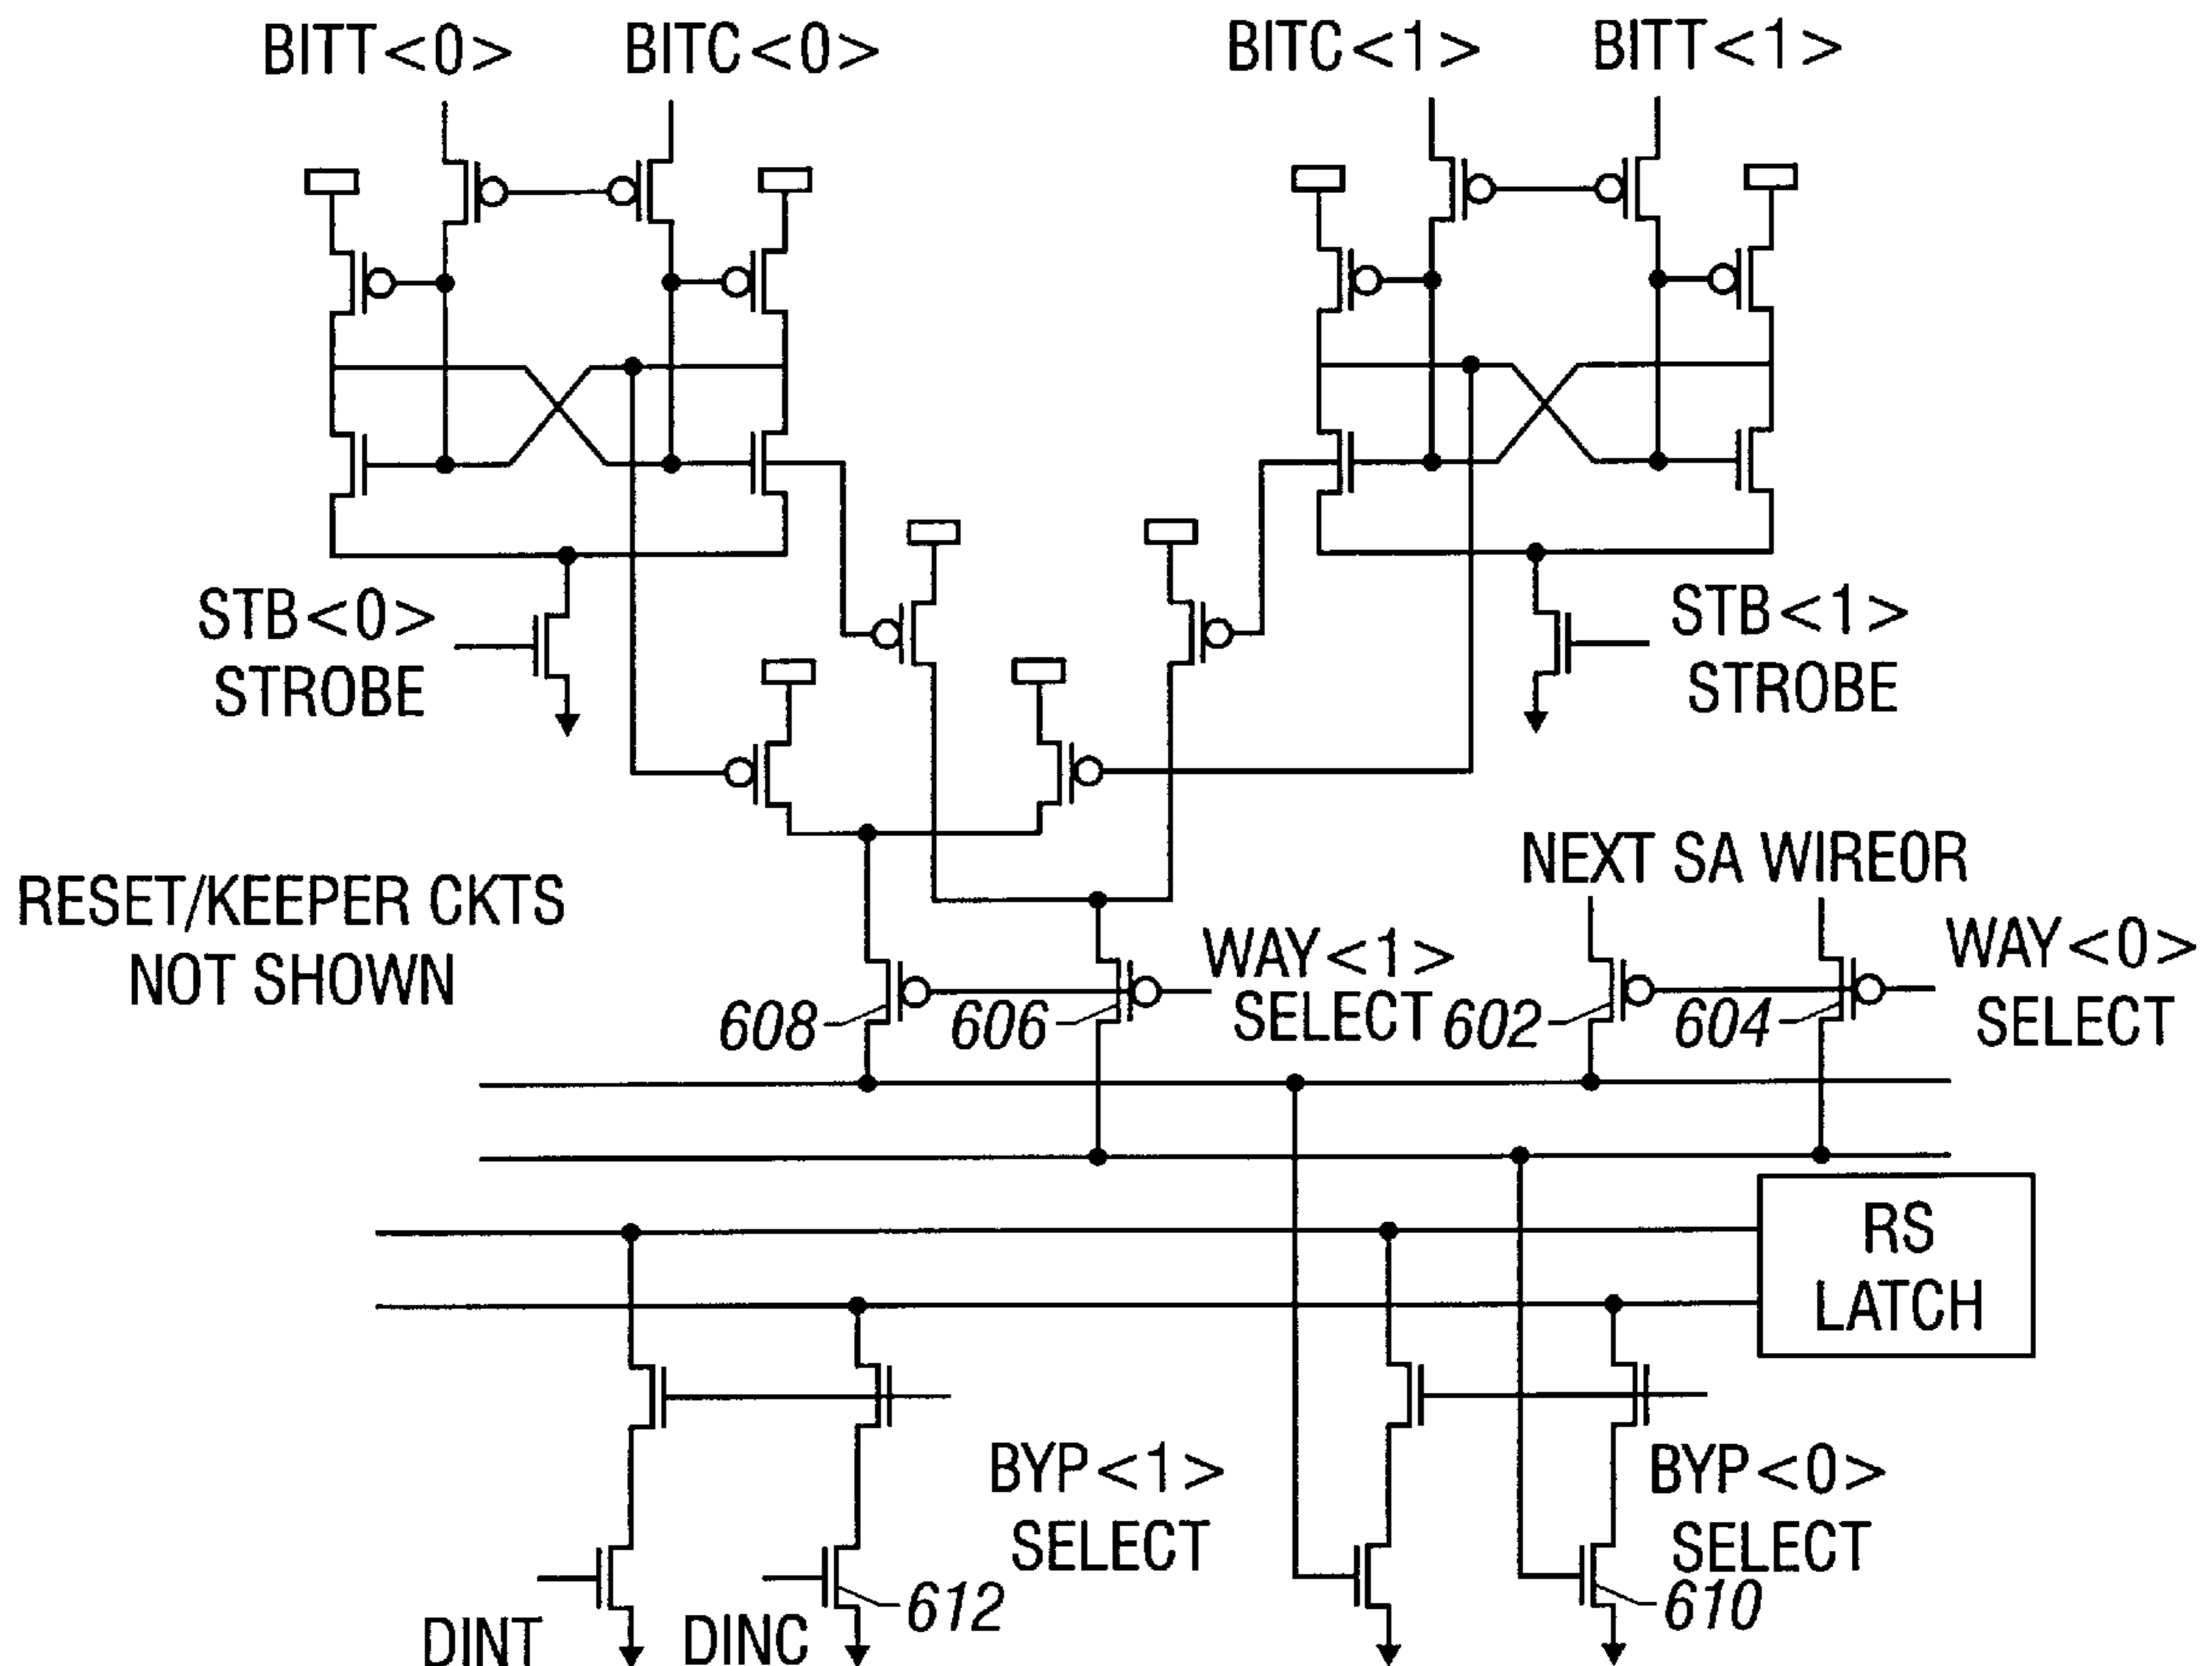 BITT<0>
BITC<0>
BITC<1>
BITT<1>
STB<0>
STROBE
STB<1>
STROBE
RESET/KEEPER CKTS
NOT SHOWN
NEXT SA WIREOR
WAY<1>
SELECT
WAY<0>
SELECT
608
606
602
604
RS
LATCH
BYP<1>
SELECT
BYP<0>
SELECT
DINT
DINC
612
610